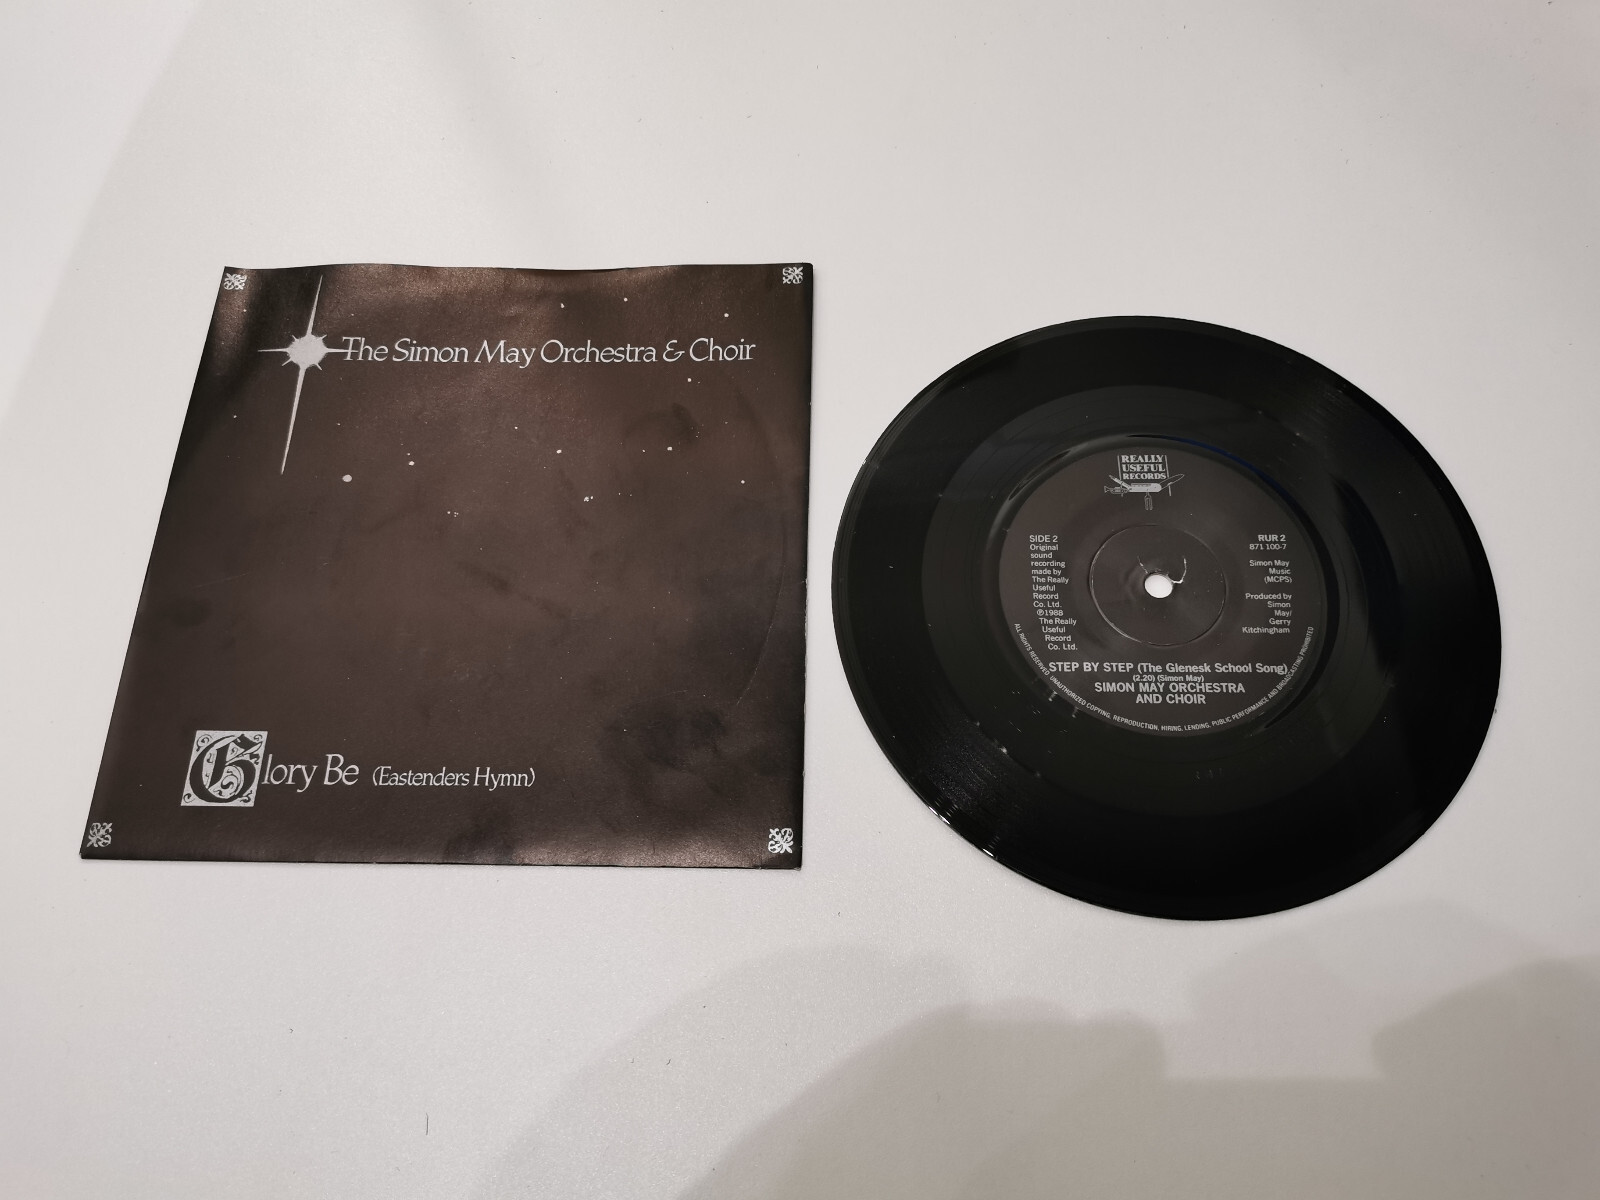 The Simon May Orchestra & Choir
Glory Be (Eastenders Hymn)
REALLY
USEFUL
RECORDS
SIDE 2
Original
sound
recording
made by
The Really
Useful
Record
Co. Ltd.
℗1988
The Really
Useful
Record
Co. Ltd.
RUR 2
871 100-7
Simon May
Music
(MCPS)
Produced by
Simon
May/
Gerry
Kitchingham
STEP BY STEP (The Glenesk School Song)
(2.20) (Simon May)
SIMON MAY ORCHESTRA
AND CHOIR
ALL RIGHTS RESERVED. UNAUTHORIZED COPYING, REPRODUCTION, HIRING, LENDING, PUBLIC PERFORMANCE AND BROADCASTING PROHIBITED